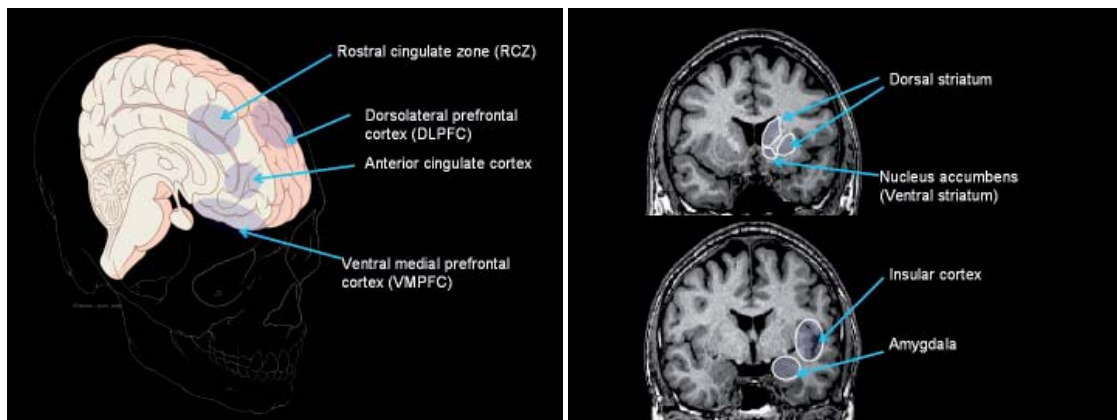 Rostral cingulate zone (RCZ)
Dorsolateral prefrontal
cortex (DLPFC)
Anterior cingulate cortex
Ventral medial prefrontal
cortex (VMPFC)
Dorsal striatum
Nucleus accumbens
(Ventral striatum)
Insular cortex
Amygdala